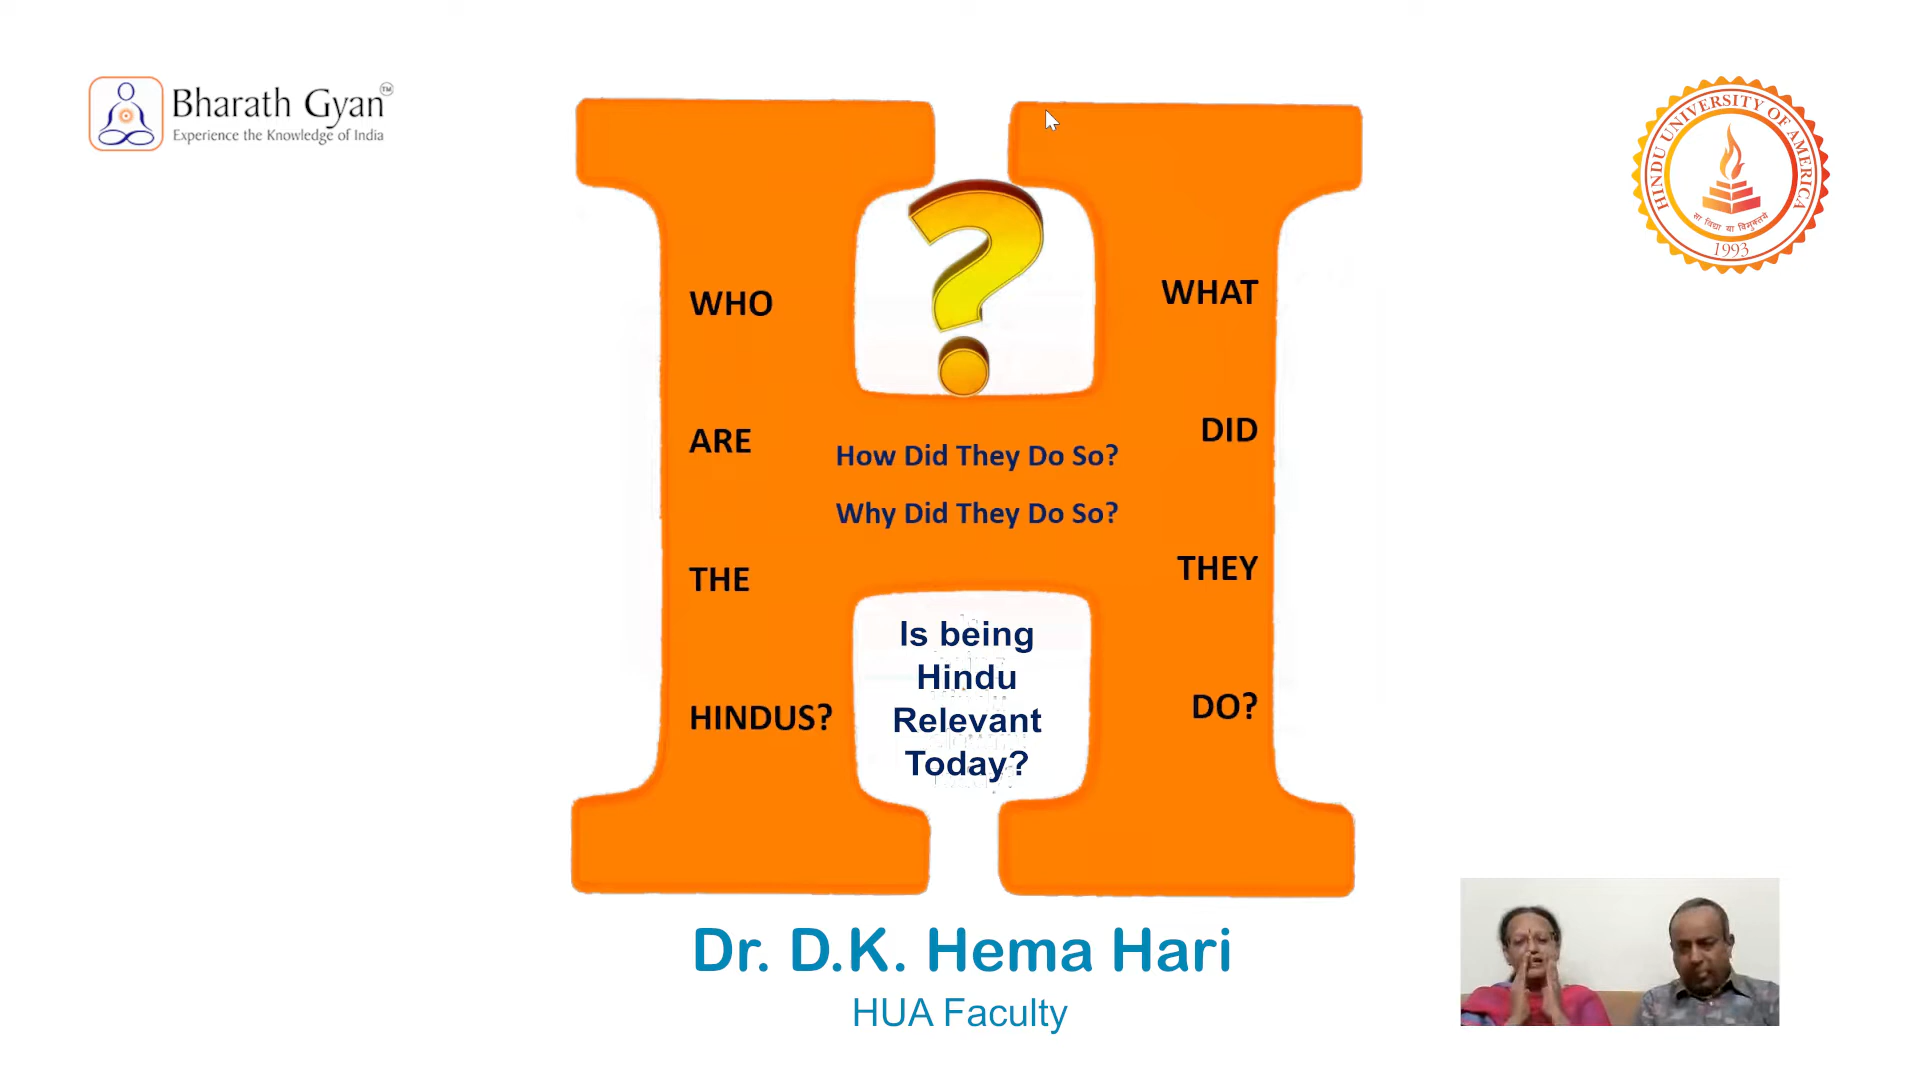 Bharath Gyan™
Experience the Knowledge of India
HINDU UNIVERSITY OF AMERICA
सा विद्या या विमुक्तये
1993
WHO
ARE
THE
HINDUS?
WHAT
DID
THEY
DO?
How Did They Do So?
Why Did They Do So?
Is being
Hindu
Relevant
Today?
Dr. D.K. Hema Hari
HUA Faculty